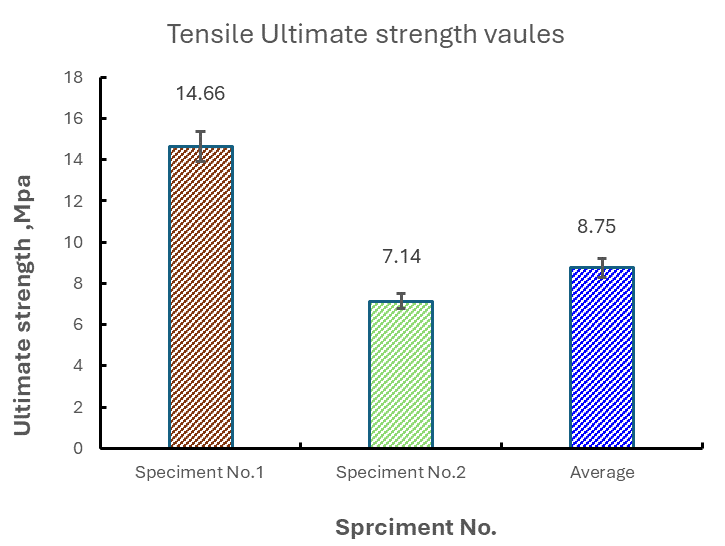 Tensile Ultimate strength vaules
18
16
14
12
10
8
6
4
2
0
Ultimate strength ,Mpa
14.66
7.14
8.75
Speciment No.1
Speciment No.2
Average
Sprciment No.